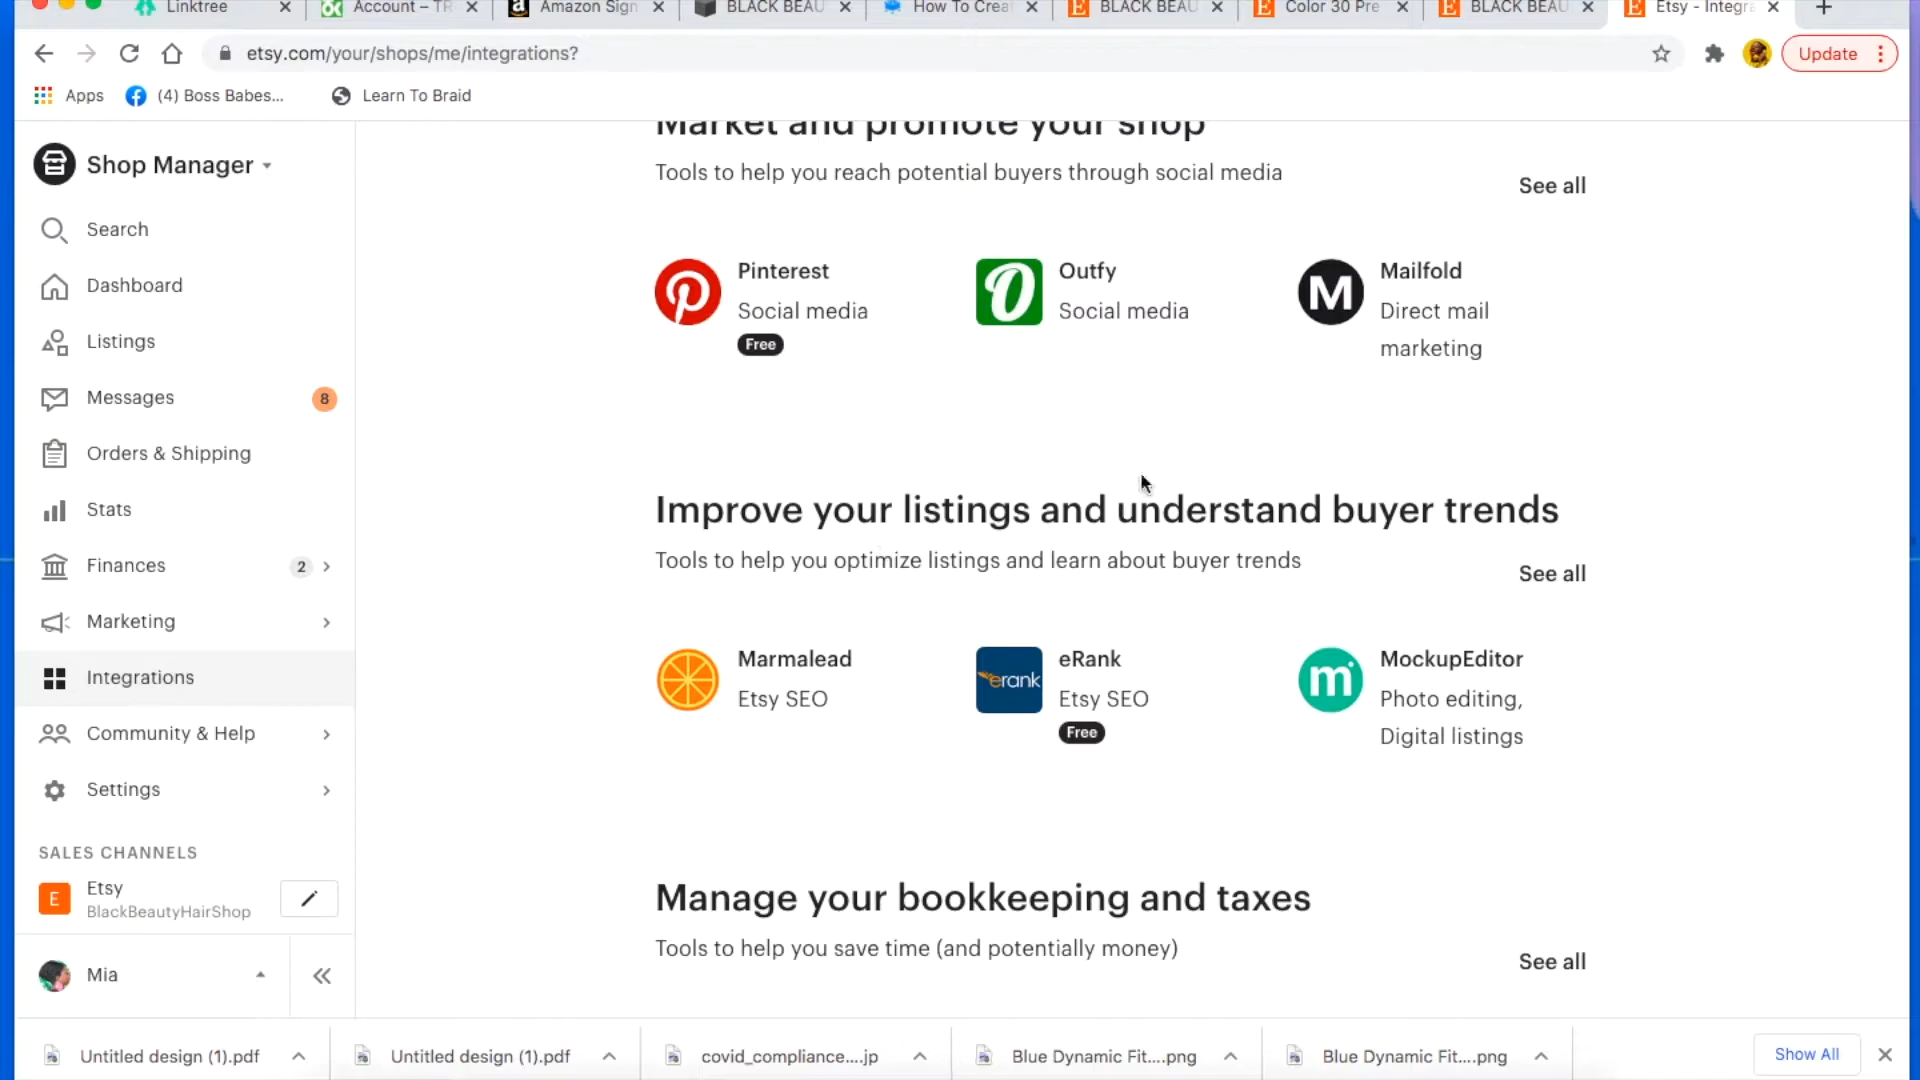 Linktree
Account – TR
Amazon Sign
BLACK BEAU
How To Creat
BLACK BEAU
Color 30 Pre
BLACK BEAU
Etsy - Integra
etsy.com/your/shops/me/integrations?
Update
Apps
(4) Boss Babes...
Learn To Braid
Shop Manager
Search
Dashboard
Listings
Messages
8
Orders & Shipping
Stats
Finances
2
Marketing
Integrations
Community & Help
Settings
SALES CHANNELS
E
Etsy
BlackBeautyHairShop
Mia
Market and promote your shop
Tools to help you reach potential buyers through social media
See all
Pinterest
Social media
Free
Outfy
Social media
M
Mailfold
Direct mail
marketing
Improve your listings and understand buyer trends
Tools to help you optimize listings and learn about buyer trends
See all
Marmalead
Etsy SEO
erank
eRank
Etsy SEO
Free
m
MockupEditor
Photo editing,
Digital listings
Manage your bookkeeping and taxes
Tools to help you save time (and potentially money)
See all
Untitled design (1).pdf
Untitled design (1).pdf
covid_compliance....jp
Blue Dynamic Fit....png
Blue Dynamic Fit....png
Show All